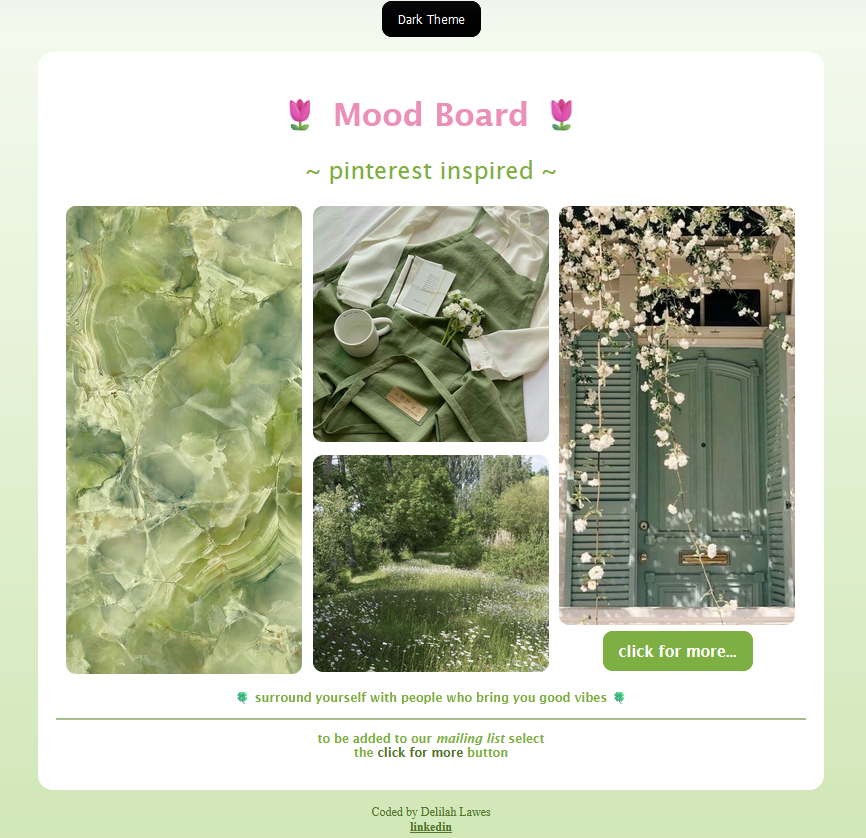 Dark Theme
🌷 Mood Board 🌷
~ pinterest inspired ~
click for more...
🍀 surround yourself with people who bring you good vibes 🍀
to be added to our mailing list select
the click for more button
Coded by Delilah Lawes
linkedin